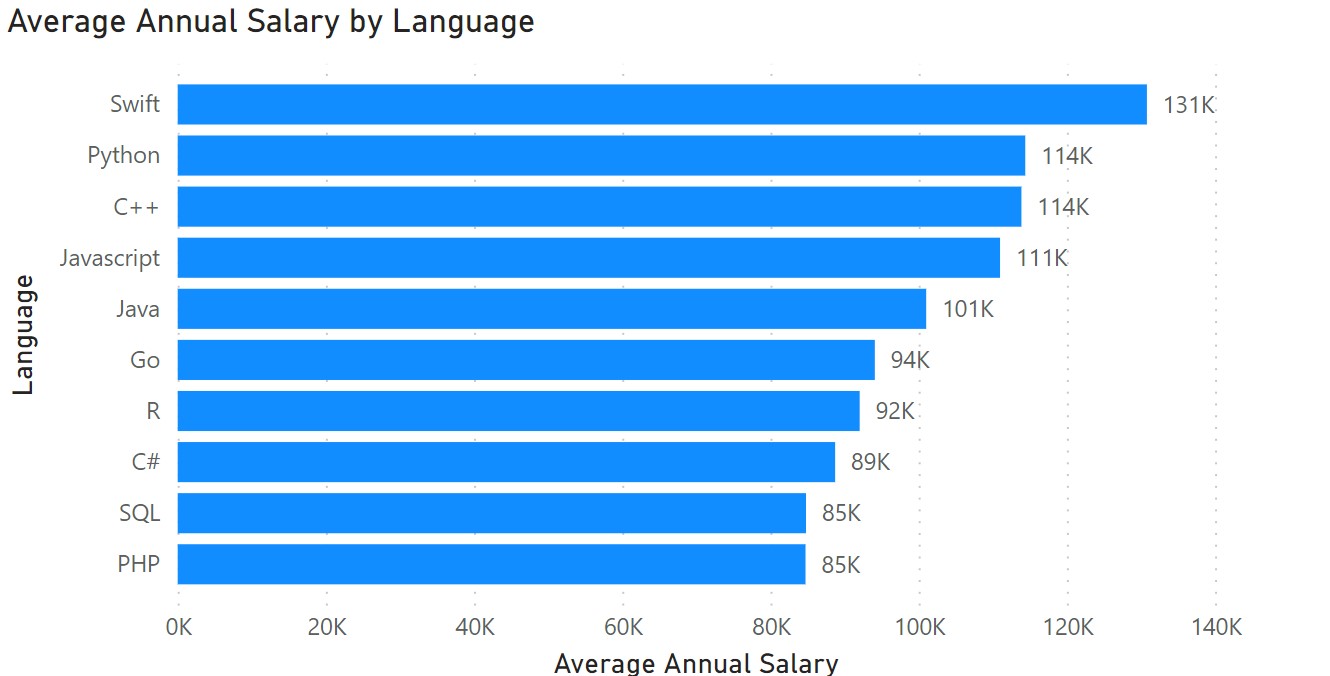 Average Annual Salary by Language
Language
Swift 131K
Python 114K
C++ 114K
Javascript 111K
Java 101K
Go 94K
R 92K
C# 89K
SQL 85K
PHP 85K
0K 20K 40K 60K 80K 100K 120K 140K
Average Annual Salary